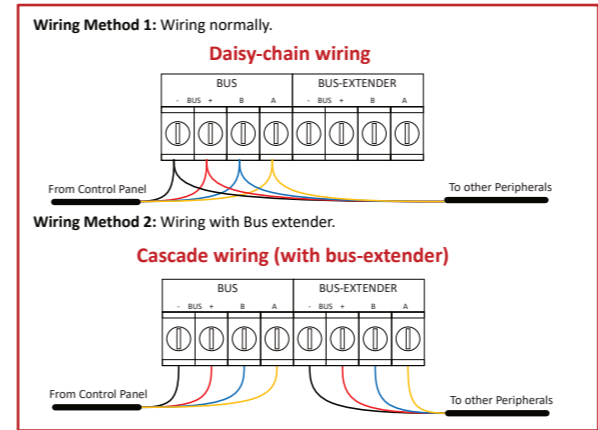 Wiring Method 1: Wiring normally.
Daisy-chain wiring
BUS BUS-EXTENDER
- BUS + B A - BUS + B A
From Control Panel To other Peripherals
Wiring Method 2: Wiring with Bus extender.
Cascade wiring (with bus-extender)
BUS BUS-EXTENDER
- BUS + B A - BUS + B A
From Control Panel To other Peripherals